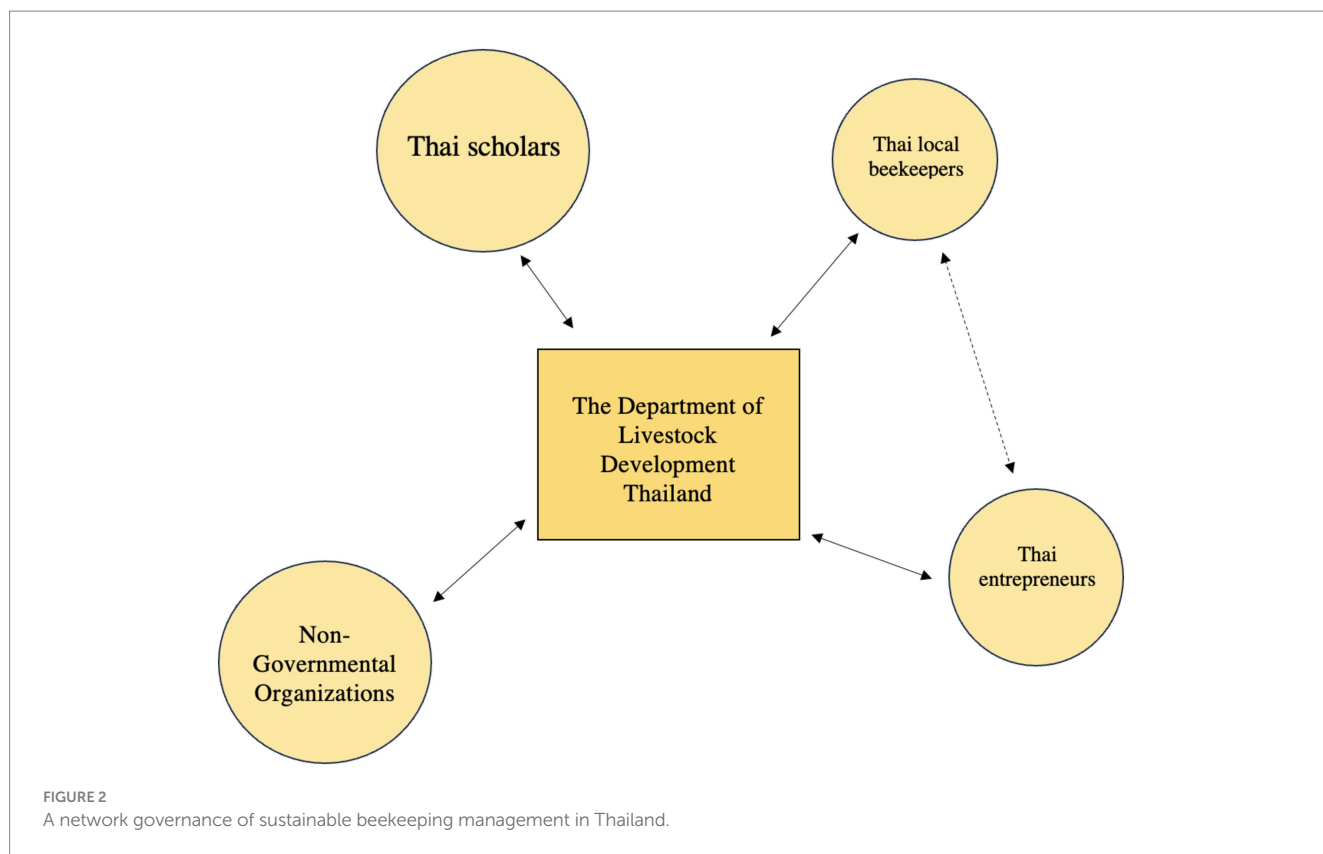 Thai scholars
Thai local
beekeepers
The Department of
Livestock
Development
Thailand
Thai
entrepreneurs
Non-
Governmental
Organizations
FIGURE 2
A network governance of sustainable beekeeping management in Thailand.